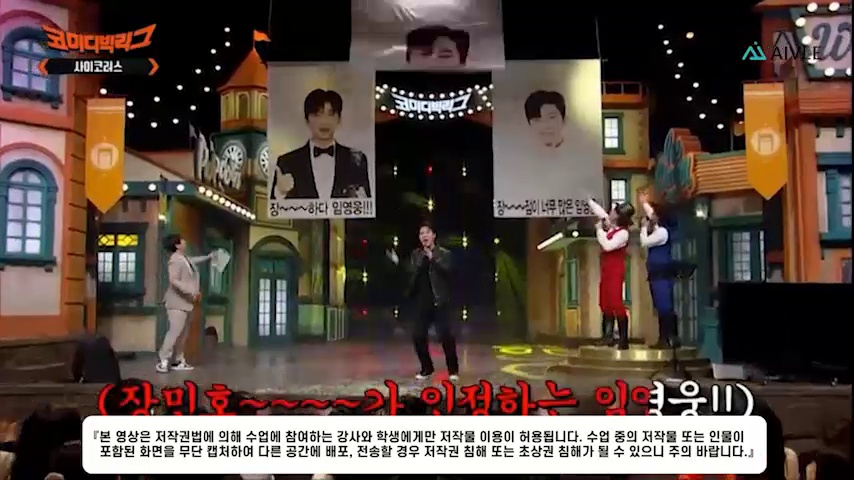 코미디빅리그
사이코러스
AIVLE
코미디빅리그
장~~~~하다 임영웅!!!
장~~~점이 너무 많은 임영웅
(장민호~~~~가 인정하는 임영웅!!)
『본 영상은 저작권법에 의해 수업에 참여하는 강사와 학생에게만 저작물 이용이 허용됩니다. 수업 중의 저작물 또는 인물이
포함된 화면을 무단 캡처하여 다른 공간에 배포, 전송할 경우 저작권 침해 또는 초상권 침해가 될 수 있으니 주의 바랍니다.』